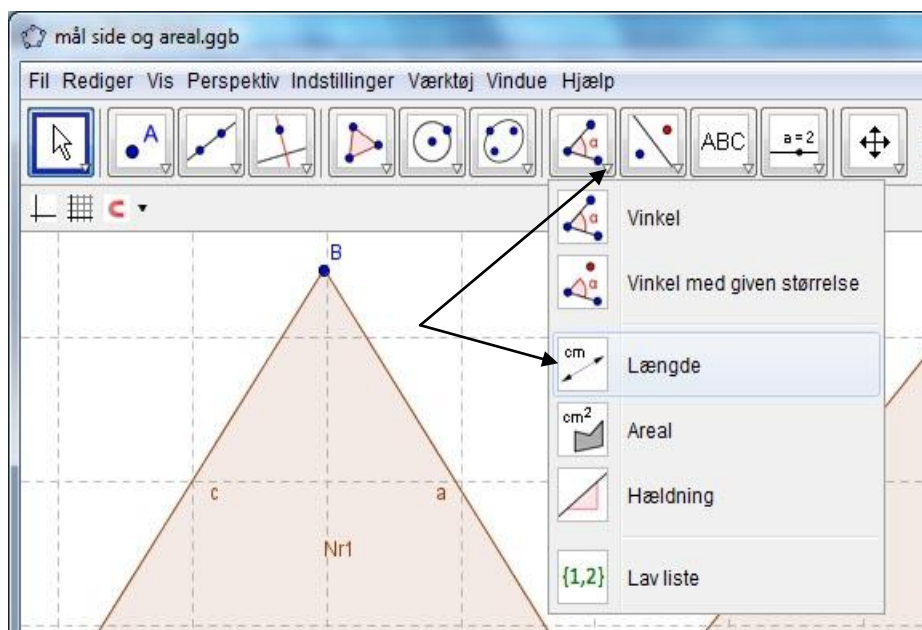 mål side og areal.ggb
Fil Rediger Vis Perspektiv Indstillinger Værktøj Vindue Hjælp
A α ABC a=2
α Vinkel
α Vinkel med given størrelse
cm Længde
cm² Areal
Hældning
{1,2} Lav liste
B
c a
Nr1